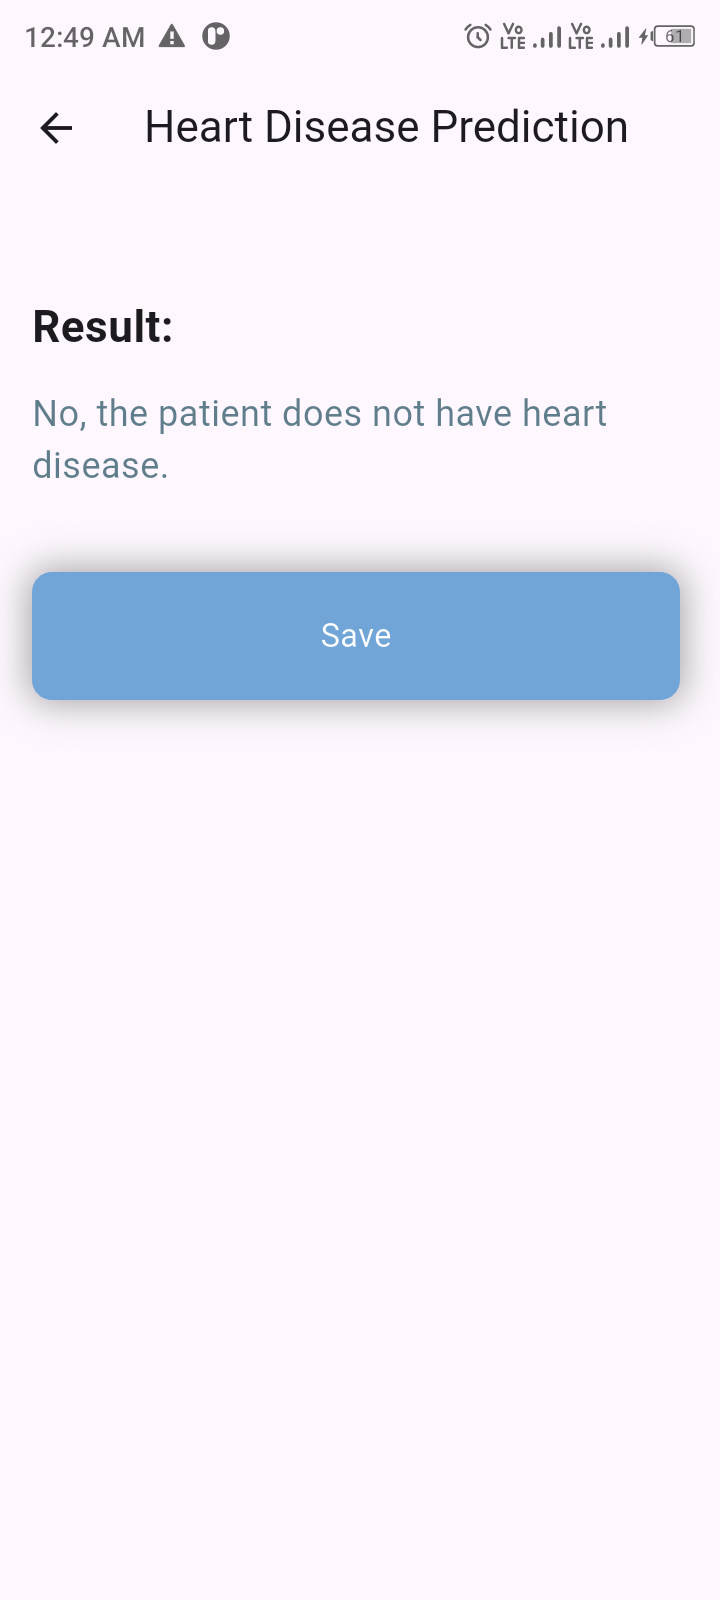 12:49 AM
Vo LTE Vo LTE 61
Heart Disease Prediction
Result:
No, the patient does not have heart
disease.
Save